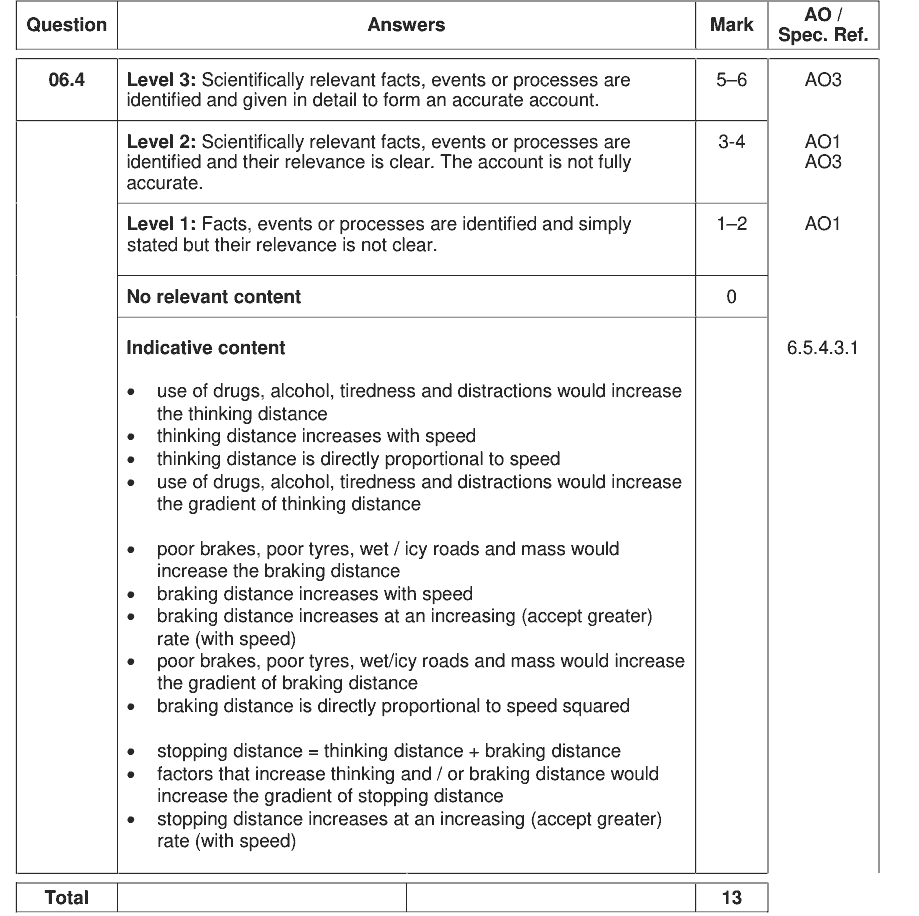 Question Answers Mark AO /
Spec. Ref.
06.4 Level 3: Scientifically relevant facts, events or processes are 5–6 AO3
identified and given in detail to form an accurate account.
Level 2: Scientifically relevant facts, events or processes are 3-4 AO1
identified and their relevance is clear. The account is not fully AO3
accurate.
Level 1: Facts, events or processes are identified and simply 1–2 AO1
stated but their relevance is not clear.
No relevant content 0
Indicative content 6.5.4.3.1
• use of drugs, alcohol, tiredness and distractions would increase
the thinking distance
• thinking distance increases with speed
• thinking distance is directly proportional to speed
• use of drugs, alcohol, tiredness and distractions would increase
the gradient of thinking distance
• poor brakes, poor tyres, wet / icy roads and mass would
increase the braking distance
• braking distance increases with speed
• braking distance increases at an increasing (accept greater)
rate (with speed)
• poor brakes, poor tyres, wet/icy roads and mass would increase
the gradient of braking distance
• braking distance is directly proportional to speed squared
• stopping distance = thinking distance + braking distance
• factors that increase thinking and / or braking distance would
increase the gradient of stopping distance
• stopping distance increases at an increasing (accept greater)
rate (with speed)
Total 13